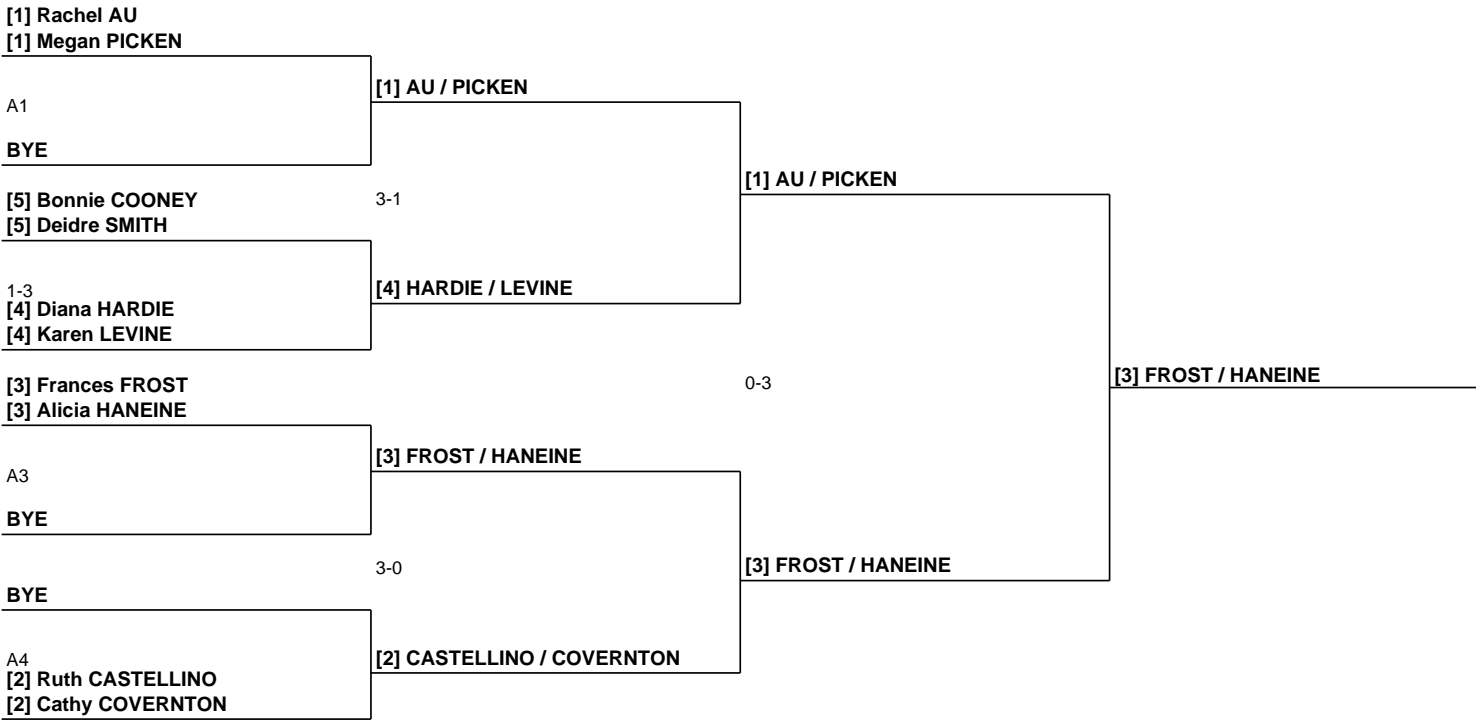 [1] Rachel AU
[1] Megan PICKEN
[1] AU / PICKEN
A1
BYE
[1] AU / PICKEN
[5] Bonnie COONEY
3-1
[5] Deidre SMITH
1-3
[4] HARDIE / LEVINE
[4] Diana HARDIE
[4] Karen LEVINE
[3] FROST / HANEINE
[3] Frances FROST
0-3
[3] Alicia HANEINE
[3] FROST / HANEINE
A3
BYE
3-0
[3] FROST / HANEINE
BYE
A4
[2] CASTELLINO / COVERNTON
[2] Ruth CASTELLINO
[2] Cathy COVERNTON